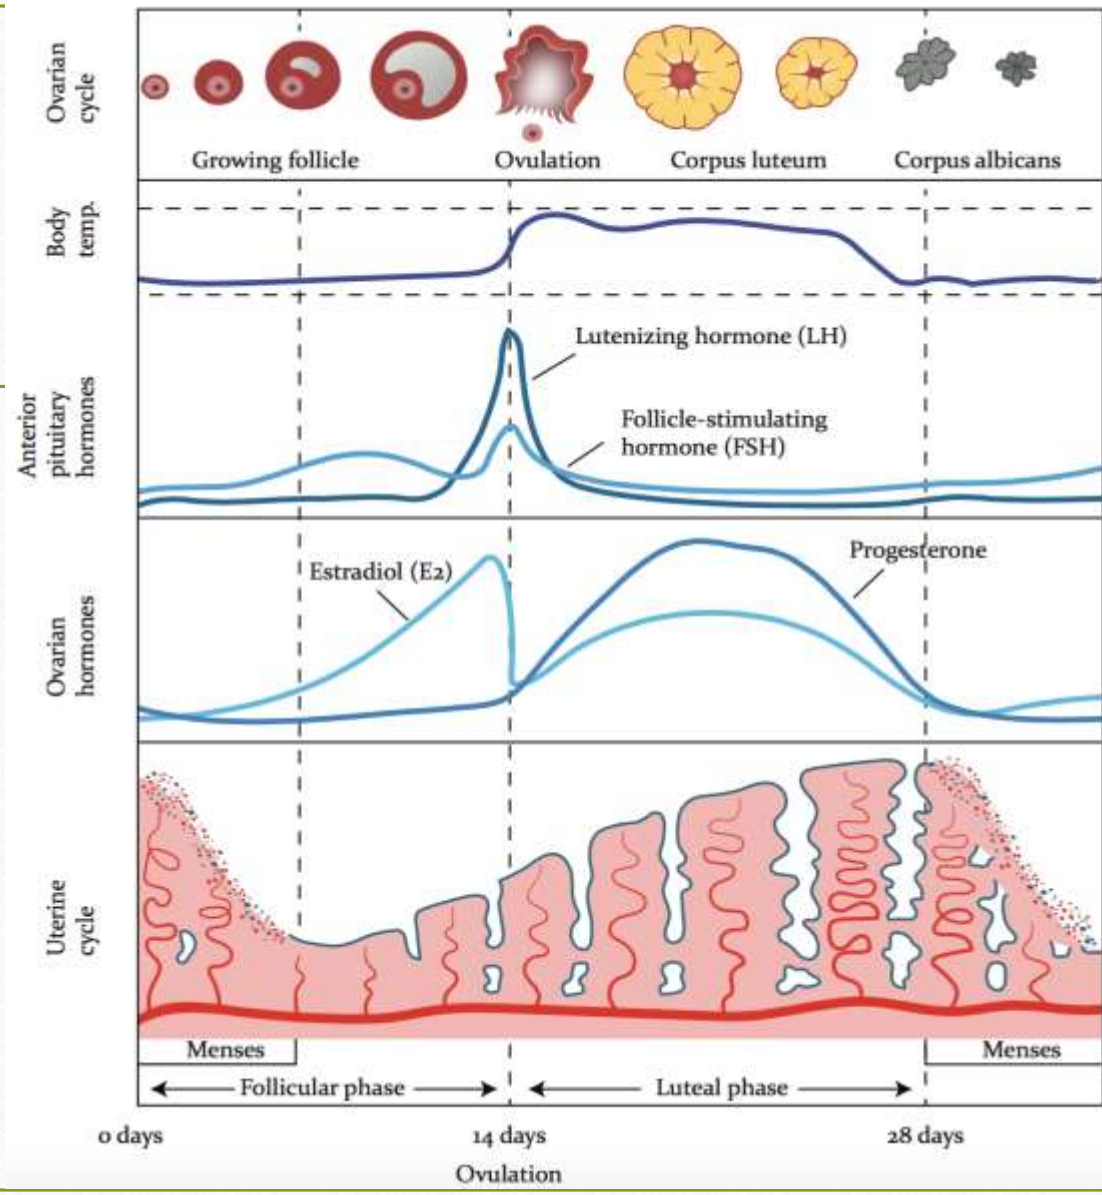 Ovarian
cycle
Growing follicle
Ovulation
Corpus luteum
Corpus albicans
Body
temp.
Anterior
pituitary
hormones
Lutenizing hormone (LH)
Follicle-stimulating
hormone (FSH)
Ovarian
hormones
Estradiol (E2)
Progesterone
Uterine
cycle
Menses
Menses
Follicular phase
Luteal phase
0 days
14 days
28 days
Ovulation